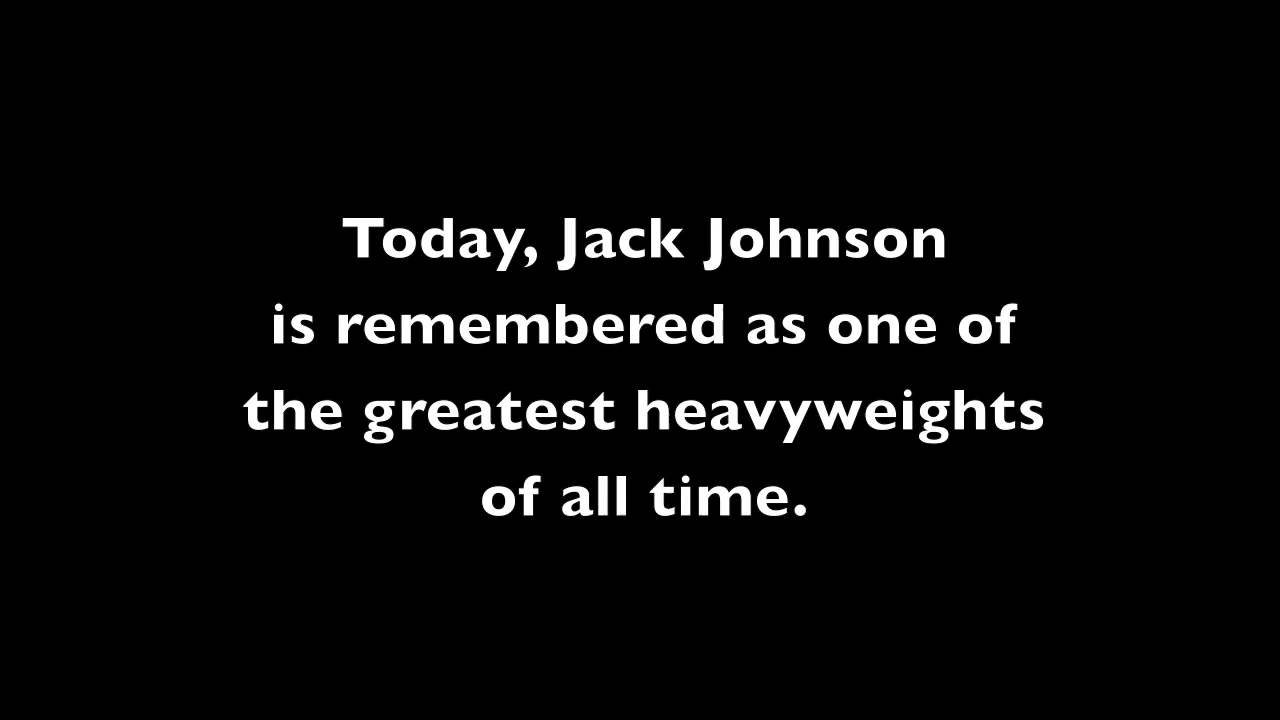 Today, Jack Johnson
is remembered as one of
the greatest heavyweights
of all time.